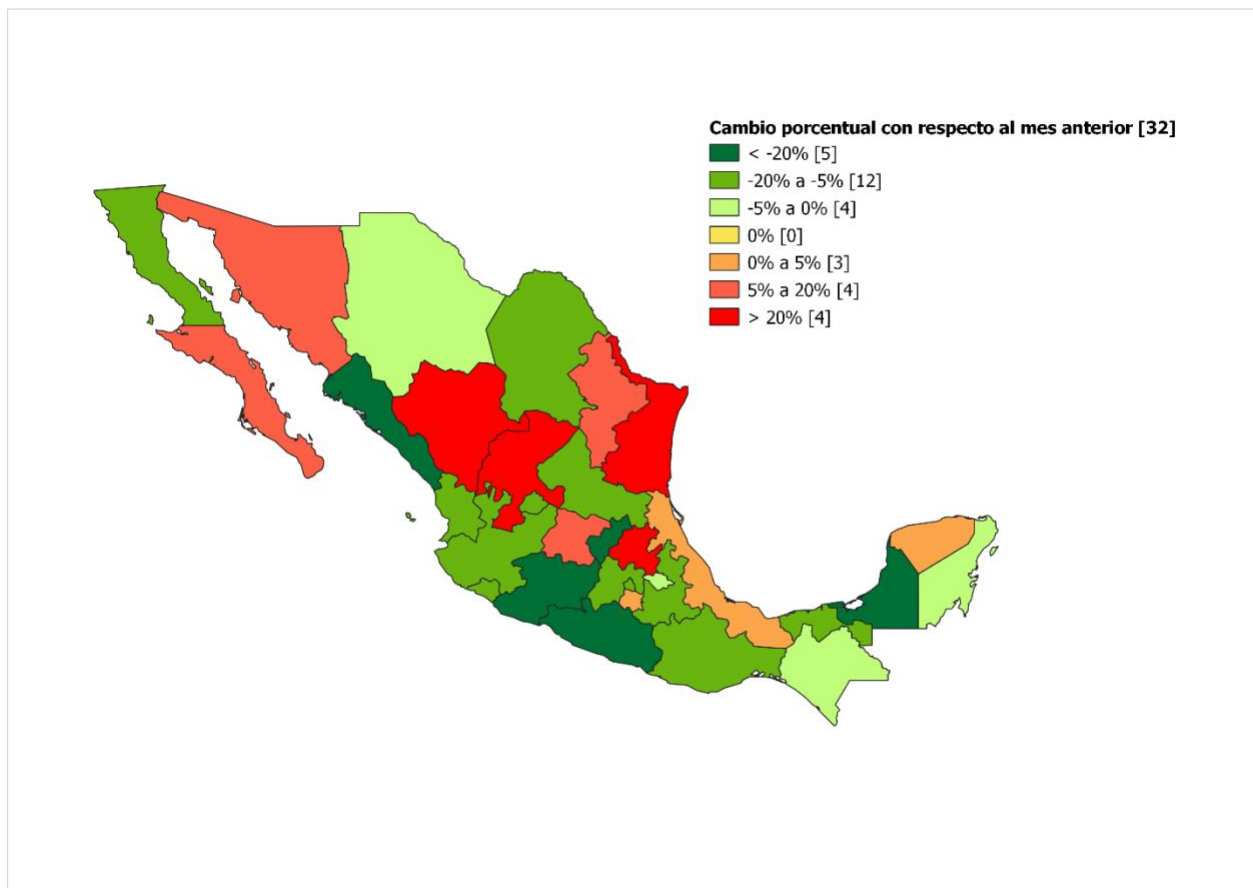 Cambio porcentual con respecto al mes anterior [32]
< -20% [5]
-20% a -5% [12]
-5% a 0% [4]
0% [0]
0% a 5% [3]
5% a 20% [4]
> 20% [4]